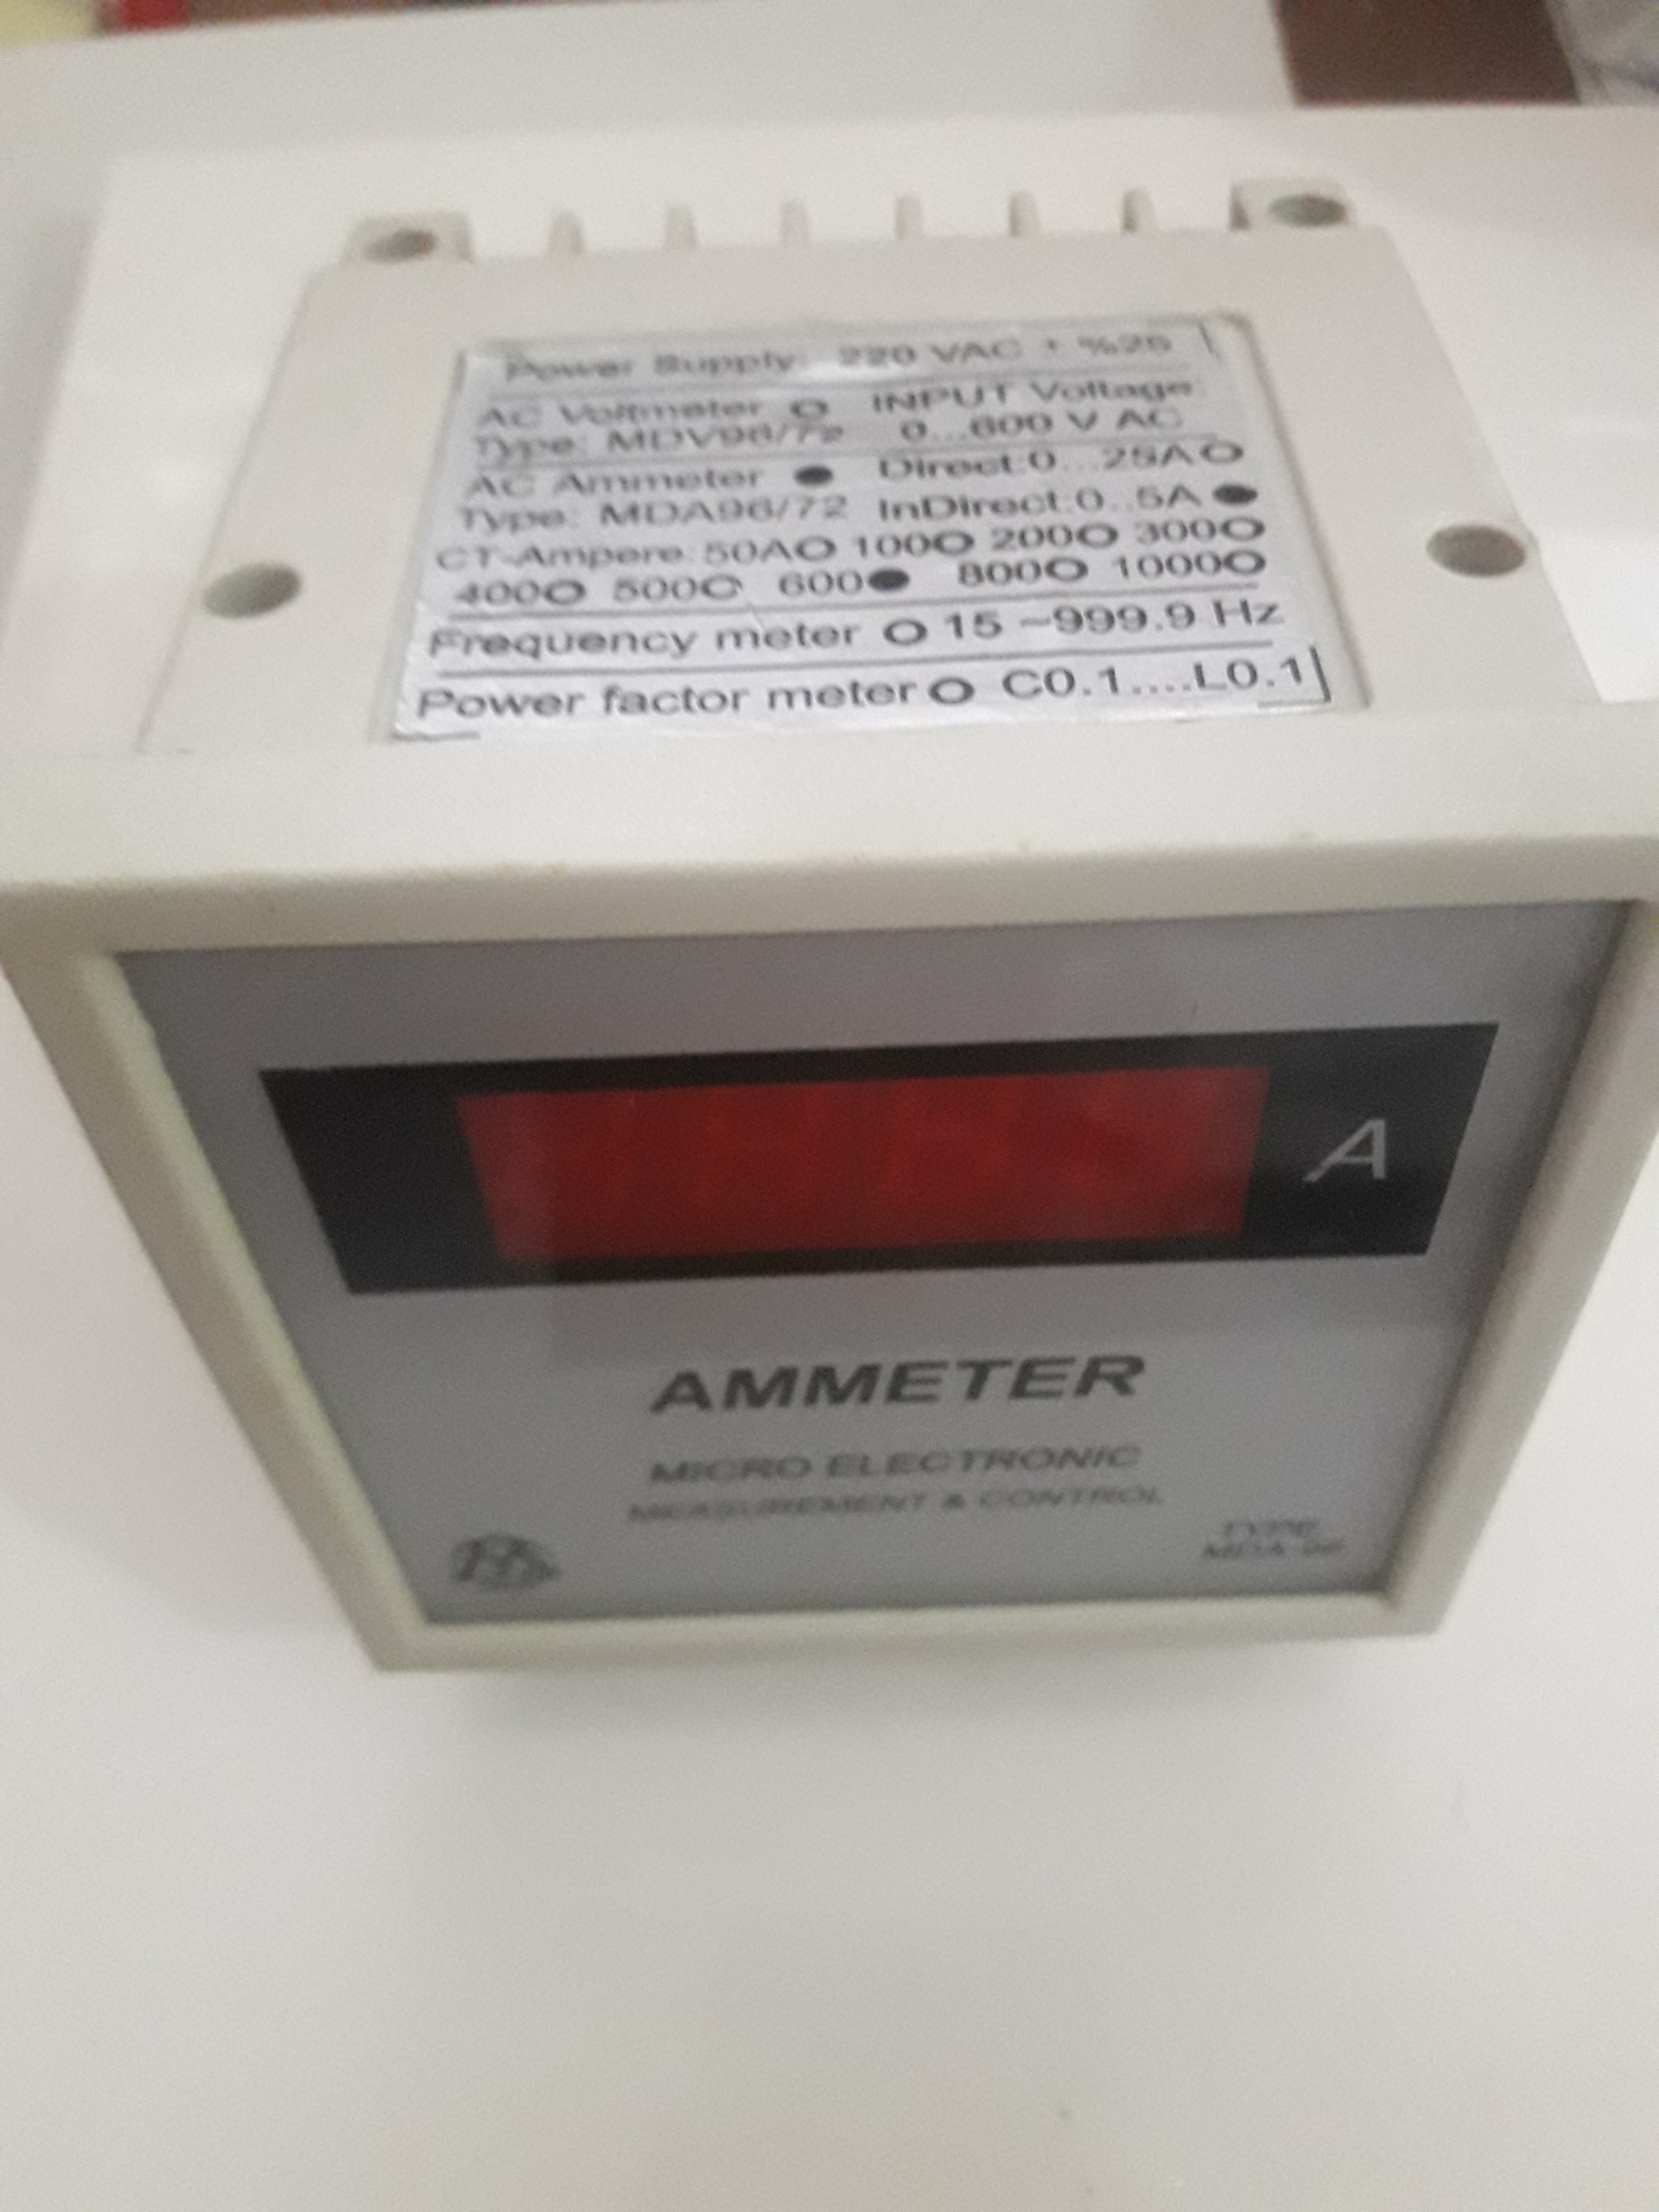 Power Supply: 220 VAC ± %25
AC Voltmeter O INPUT Voltage:
Type: MDV96/72 0...600 V AC
AC Ammeter ● Direct:0...25A O
Type: MDA96/72 InDirect:0..5A ●
CT-Ampere: 50A O 100 O 200 O 300 O
400 O 500 O 600 ● 800 O 1000 O
Frequency meter O 15 ~999.9 Hz
Power factor meter O C0.1....L0.1
A
AMMETER
MICRO ELECTRONIC
MEASUREMENT & CONTROL
TYPE
MDA-96